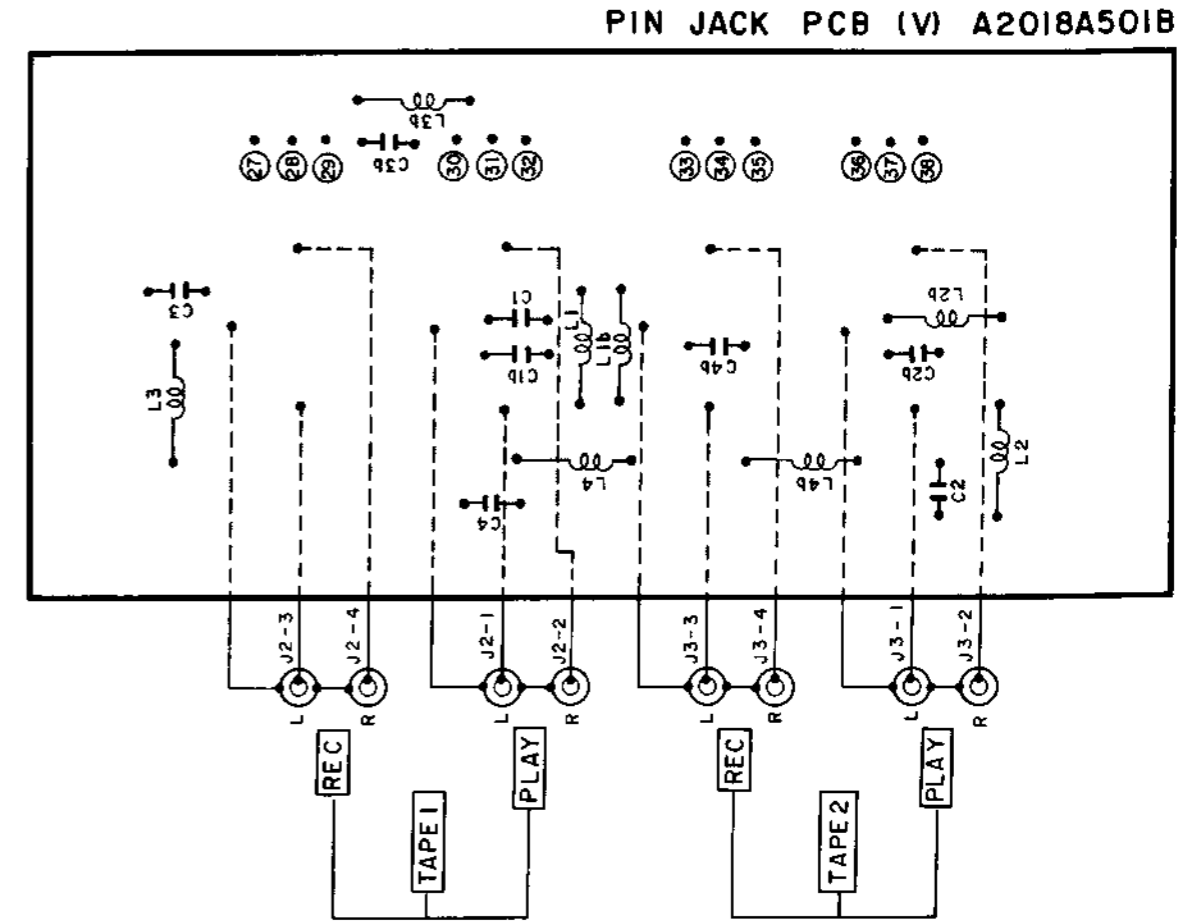 PIN JACK PCB (V) A2018A501B
L3b
C3b
27 28 29 30 31 32 33 34 35 36 37 38
C3
L3
C1
C1b
L1
L1b
C4b
L2b
C2b
L4
C4
L4b
C2
L2
J2-3 J2-4 J2-1 J2-2 J3-3 J3-4 J3-1 J3-2
L R L R L R L R
REC PLAY REC PLAY
TAPE 1 TAPE 2